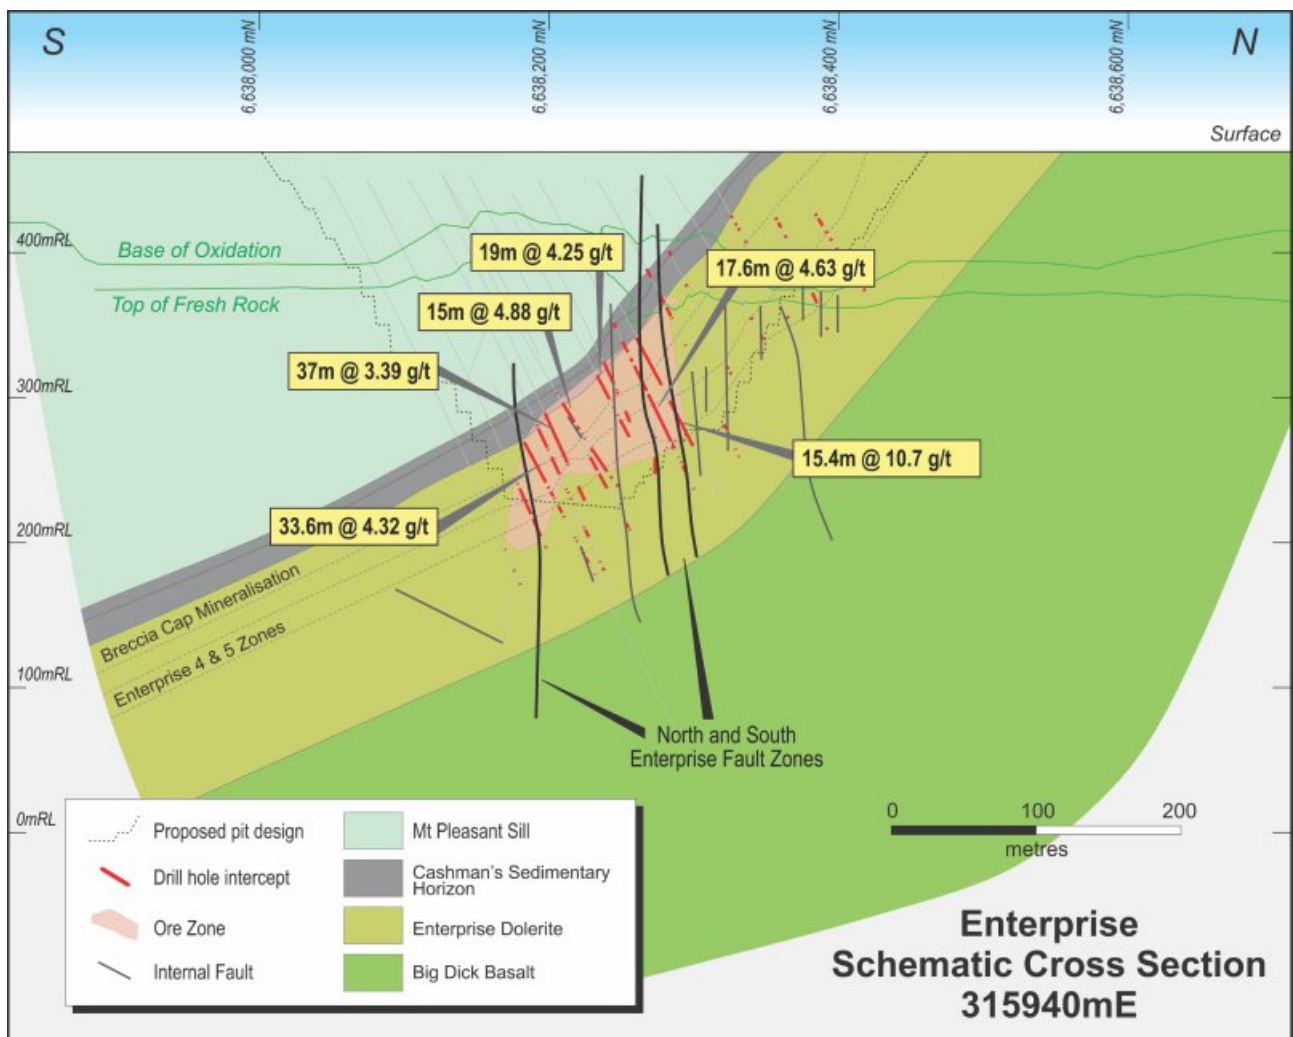 S
6,638,000 mN
6,638,200 mN
6,638,400 mN
6,638,600 mN
N
Surface
400mRL
Base of Oxidation
19m @ 4.25 g/t
17.6m @ 4.63 g/t
Top of Fresh Rock
15m @ 4.88 g/t
37m @ 3.39 g/t
300mRL
15.4m @ 10.7 g/t
33.6m @ 4.32 g/t
200mRL
Breccia Cap Mineralisation
Enterprise 4 & 5 Zones
100mRL
North and South
Enterprise Fault Zones
0mRL
Proposed pit design
Drill hole intercept
Ore Zone
Internal Fault
Mt Pleasant Sill
Cashman's Sedimentary
Horizon
Enterprise Dolerite
Big Dick Basalt
0
100
200
metres
Enterprise
Schematic Cross Section
315940mE